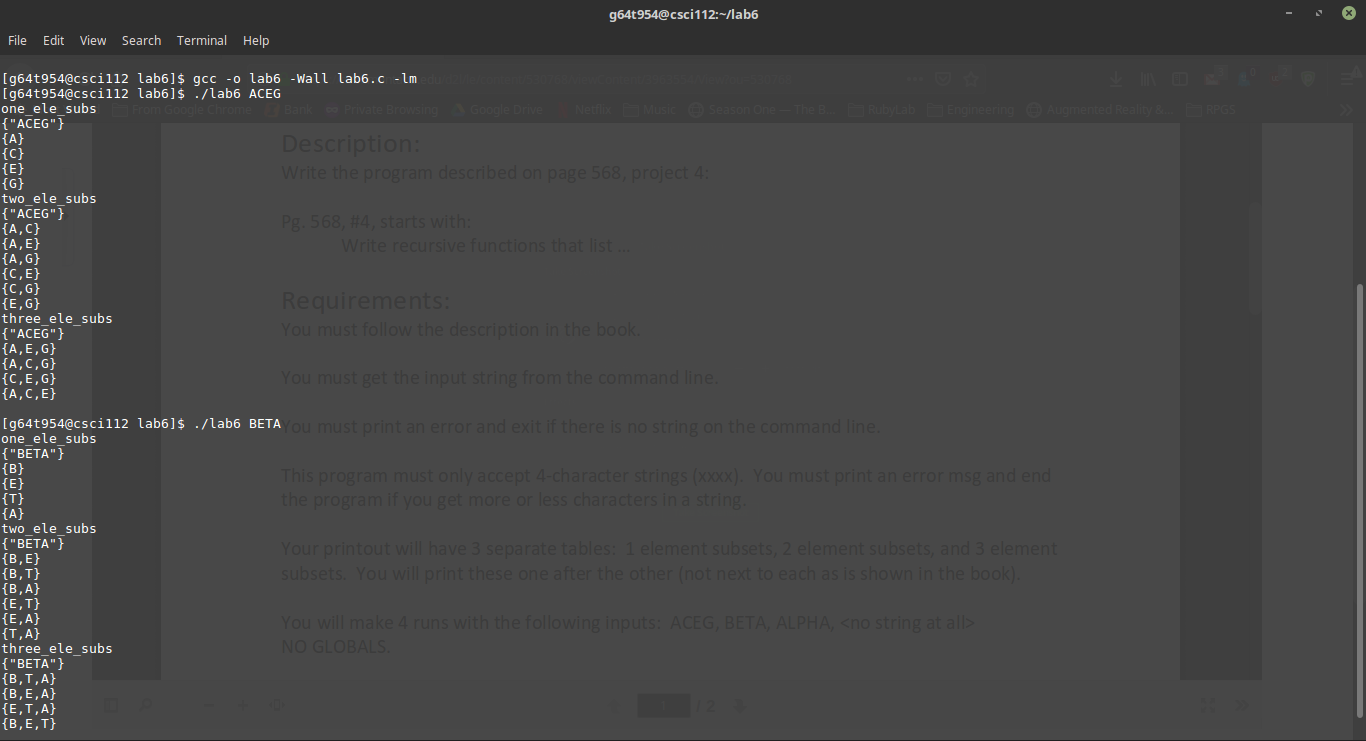 g64t954@csci112:~/lab6
File Edit View Search Terminal Help
[g64t954@csci112 lab6]$ gcc -o lab6 -Wall lab6.c -lm
[g64t954@csci112 lab6]$ ./lab6 ACEG
one_ele_subs
{"ACEG"}
{A}
{C}
{E}
{G}
two_ele_subs
{"ACEG"}
{A,C}
{A,E}
{A,G}
{C,E}
{C,G}
{E,G}
three_ele_subs
{"ACEG"}
{A,E,G}
{A,C,G}
{C,E,G}
{A,C,E}
[g64t954@csci112 lab6]$ ./lab6 BETA
one_ele_subs
{"BETA"}
{B}
{E}
{T}
{A}
two_ele_subs
{"BETA"}
{B,E}
{B,T}
{B,A}
{E,T}
{E,A}
{T,A}
three_ele_subs
{"BETA"}
{B,T,A}
{B,E,A}
{E,T,A}
{B,E,T}
From Google Chrome Bank Private Browsing Google Drive Netflix Music Search One — The B... RubyLab Engineering Augmented Reality &... RPGS
Description:
Write the program described on page 568, project 4:
Pg. 568, #4, starts with:
Write recursive functions that list ...
Requirements:
You must follow the description in the book.
You must get the input string from the command line.
You must print an error and exit if there is no string on the command line.
This program must only accept 4-character strings (xxxx). You must print an error msg and end
the program if you get more or less characters in a string.
Your printout will have 3 separate tables: 1 element subsets, 2 element subsets, and 3 element
subsets. You will print these one after the other (not next to each as is shown in the book).
You will make 4 runs with the following inputs: ACEG, BETA, ALPHA, <no string at all>
NO GLOBALS.
1 / 2